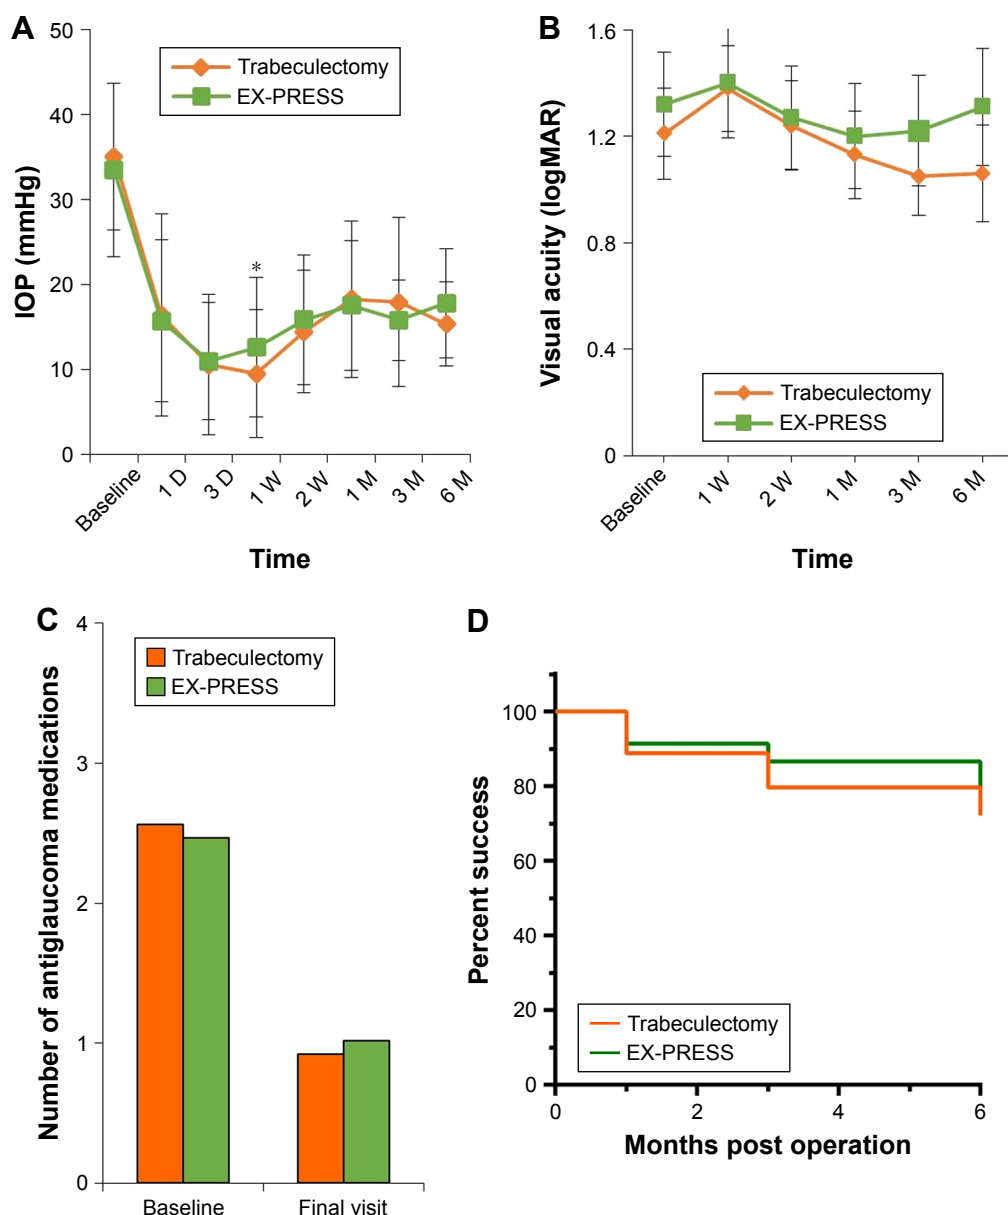 A
50
40
30
20
10
0
IOP (mmHg)
Trabeculectomy
EX-PRESS
*
Baseline
1 D
3 D
1 W
2 W
1 M
3 M
6 M
Time
B
1.6
1.2
0.8
0.4
0
Visual acuity (logMAR)
Trabeculectomy
EX-PRESS
Baseline
1 W
2 W
1 M
3 M
6 M
Time
C
4
3
2
1
0
Number of antiglaucoma medications
Trabeculectomy
EX-PRESS
Baseline
Final visit
D
100
80
60
40
20
0
Percent success
Trabeculectomy
EX-PRESS
0
2
4
6
Months post operation